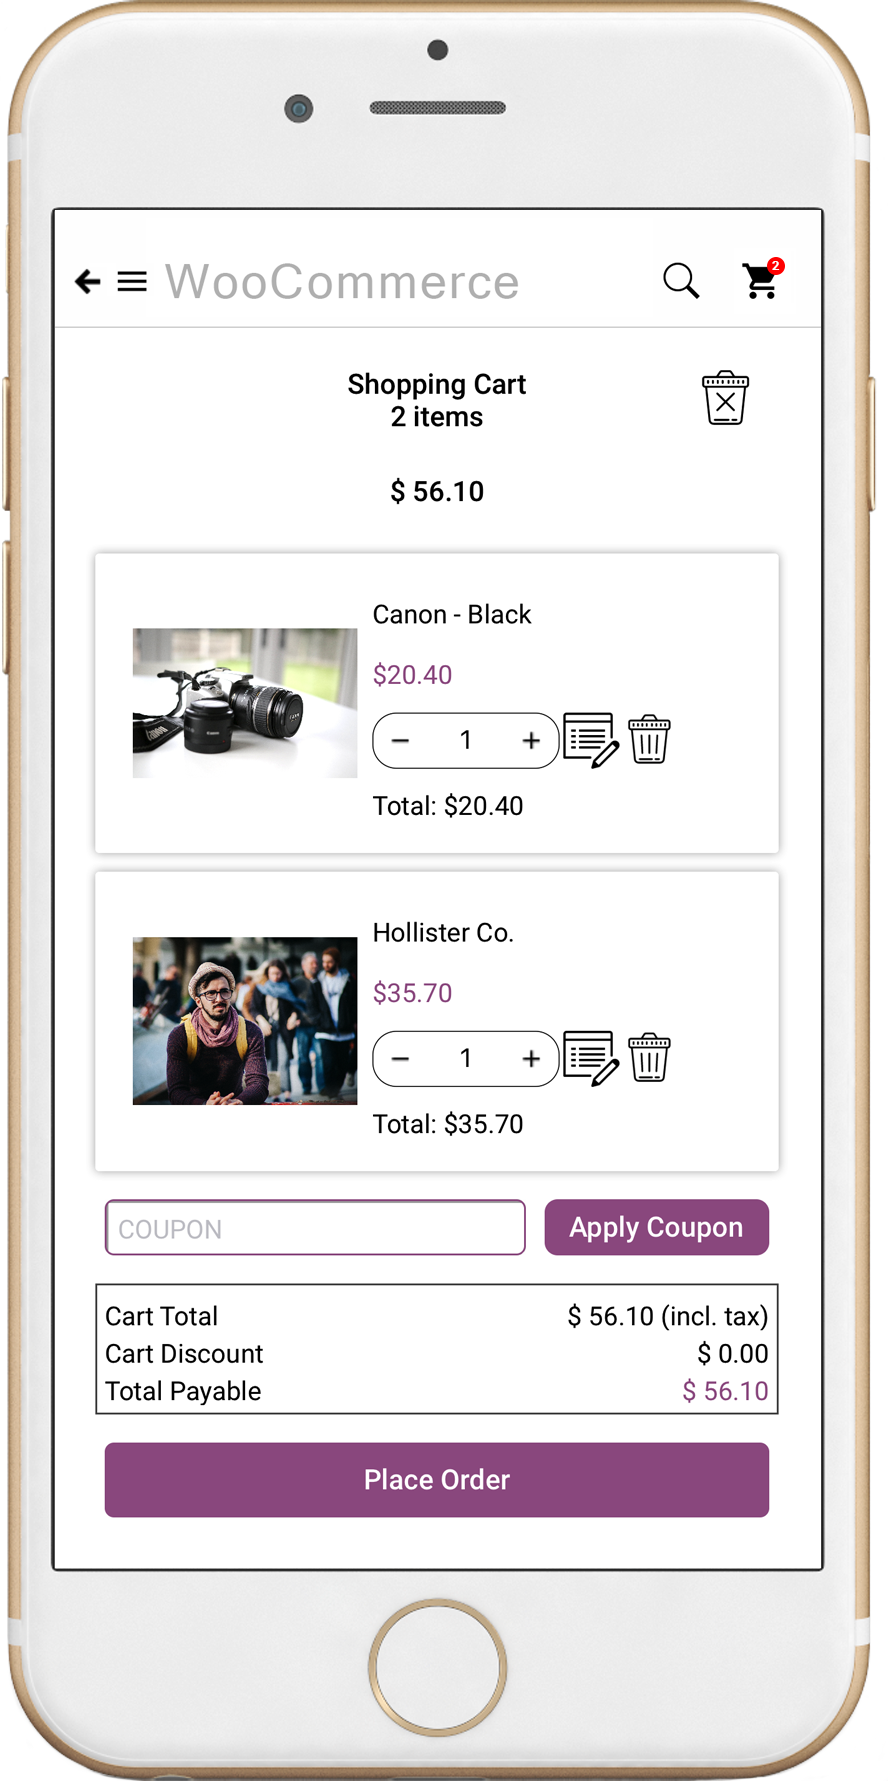 WooCommerce
2
Shopping Cart
2 items
$ 56.10
Canon - Black
$20.40
− 1 +
Total: $20.40
Hollister Co.
$35.70
− 1 +
Total: $35.70
COUPON
Apply Coupon
Cart Total $ 56.10 (incl. tax)
Cart Discount $ 0.00
Total Payable $ 56.10
Place Order